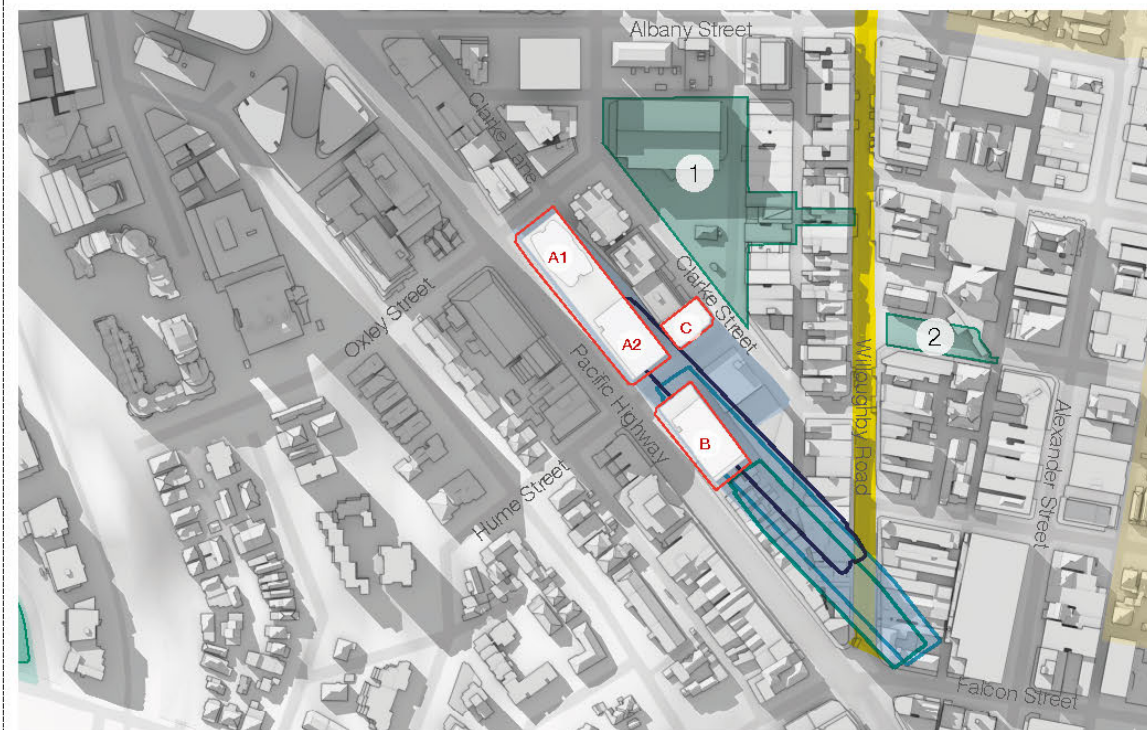 Albany Street
Clarke Lane
1
A1
Clarke Street
Oxley Street
C
A2
2
Pacific Highway
Willoughby Road
B
Alexander Street
Hume Street
Falcon Street